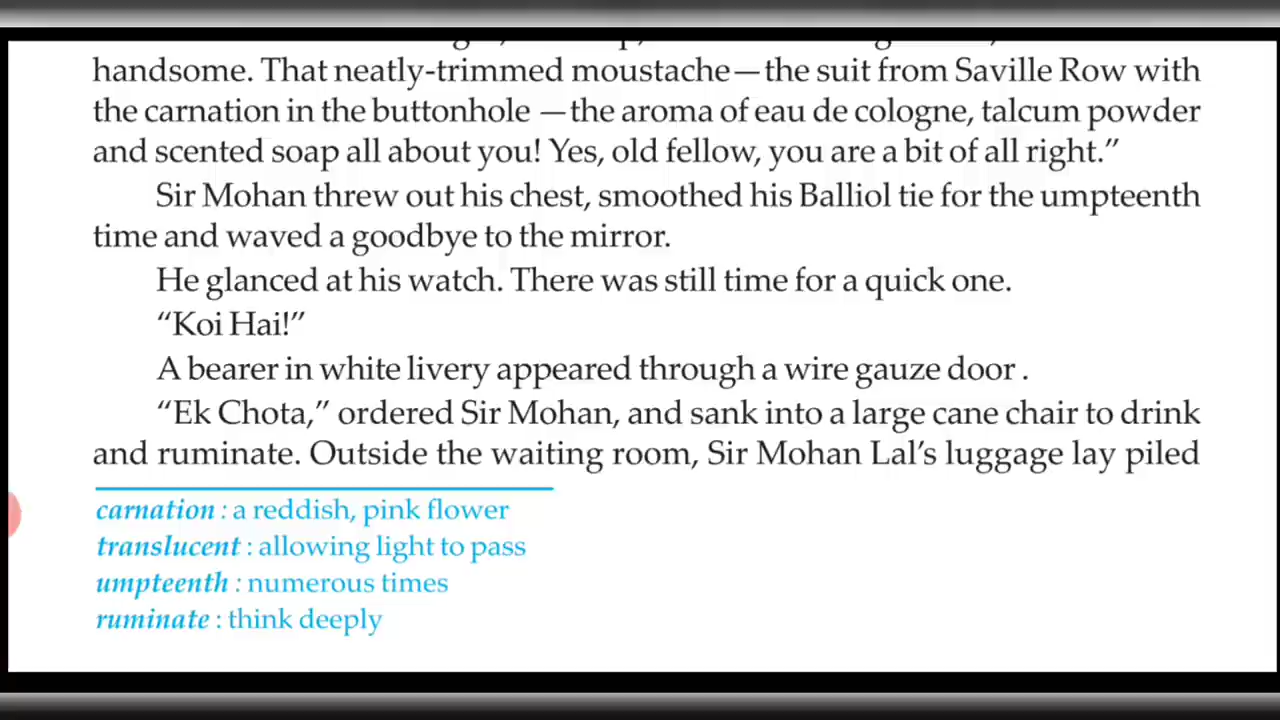 handsome. That neatly-trimmed moustache—the suit from Saville Row with
the carnation in the buttonhole —the aroma of eau de cologne, talcum powder
and scented soap all about you! Yes, old fellow, you are a bit of all right.”
Sir Mohan threw out his chest, smoothed his Balliol tie for the umpteenth
time and waved a goodbye to the mirror.
He glanced at his watch. There was still time for a quick one.
“Koi Hai!”
A bearer in white livery appeared through a wire gauze door .
“Ek Chota,” ordered Sir Mohan, and sank into a large cane chair to drink
and ruminate. Outside the waiting room, Sir Mohan Lal’s luggage lay piled
carnation : a reddish, pink flower
translucent : allowing light to pass
umpteenth : numerous times
ruminate : think deeply